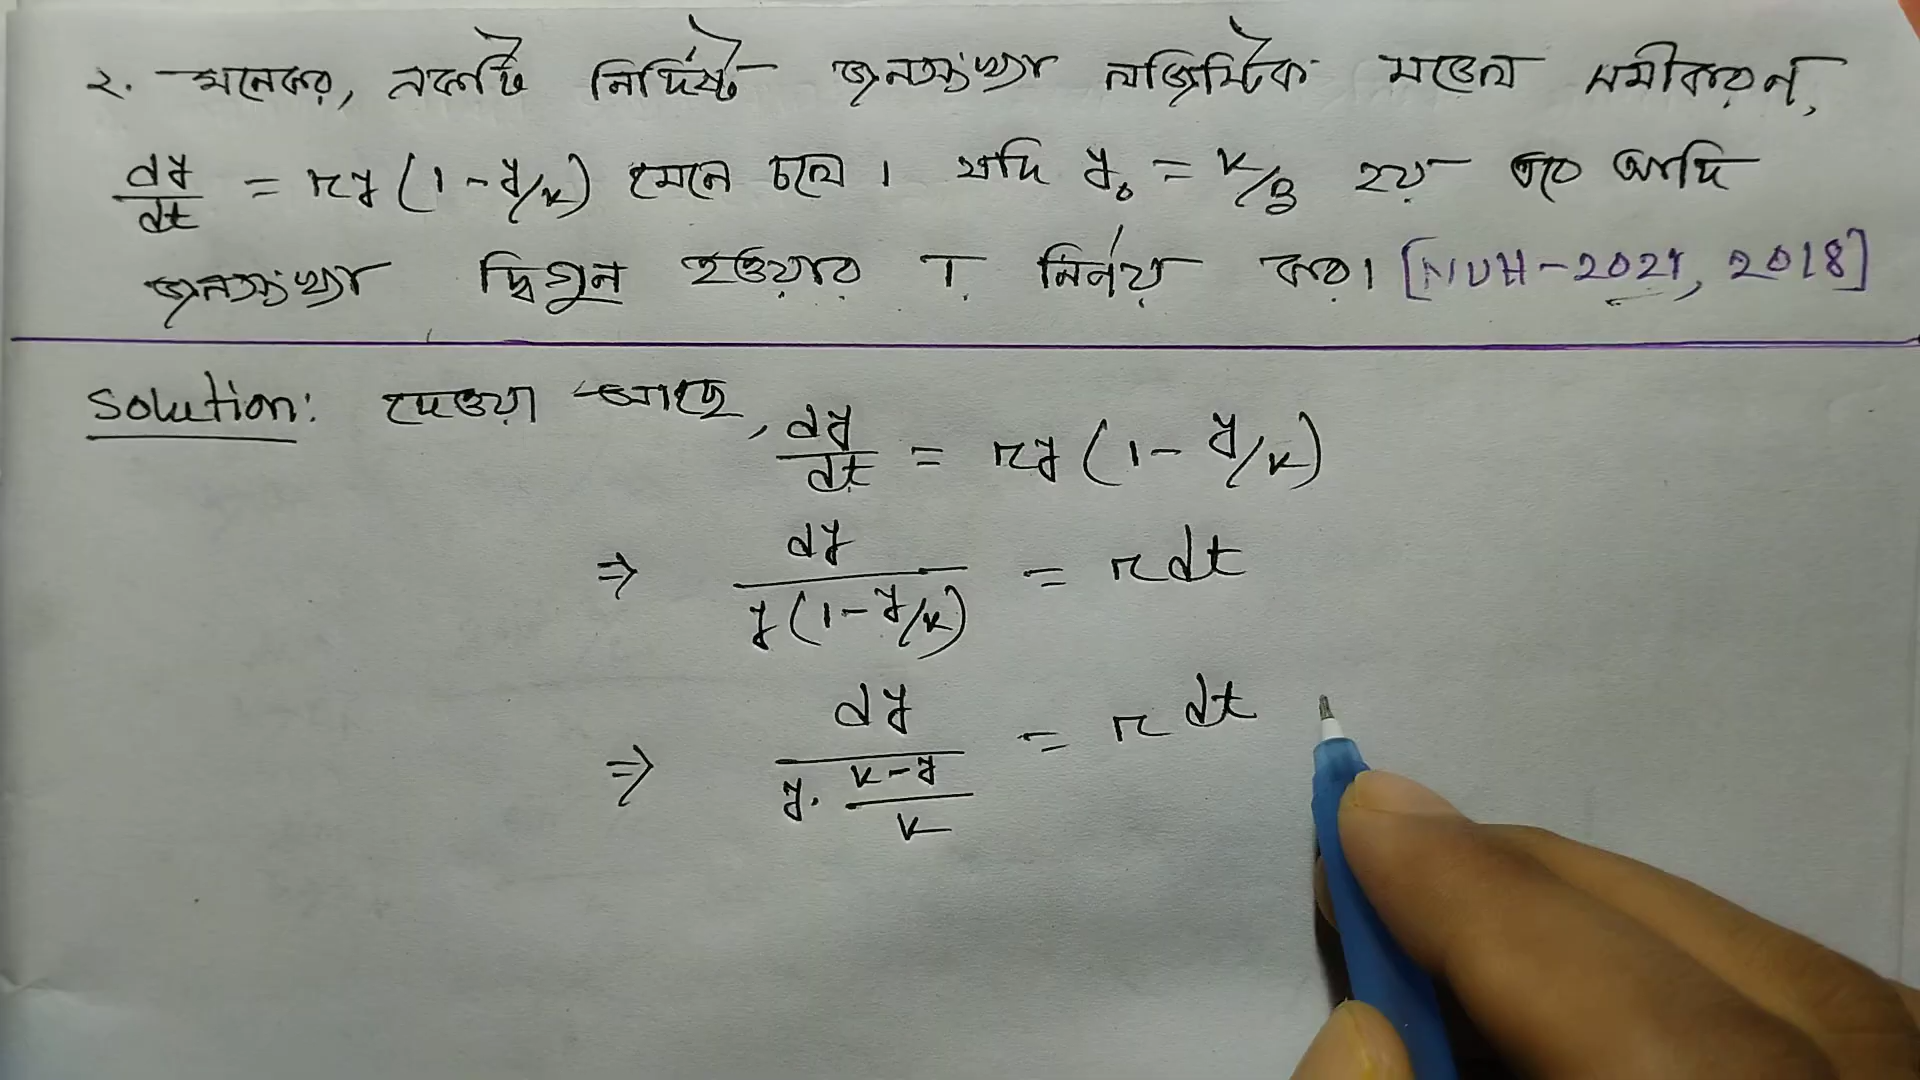 ২. মনেকর, একটি নির্দিষ্ট জনসংখ্যা লজিস্টিক মডেল সমীকরণ,
dy/dt = ry(1 - y/k) মেনে চলে। যদি y₀ = k/3 হয় তবে আদি
জনসংখ্যা দ্বিগুন হওয়ার T নির্ণয় কর। [NUH-2021, 2018]
Solution: দেওয়া আছে, dy/dt = ry(1 - y/k)
⇒ dy/(y(1 - y/k)) = r dt
⇒ dy/(y · (k-y)/k) = r dt